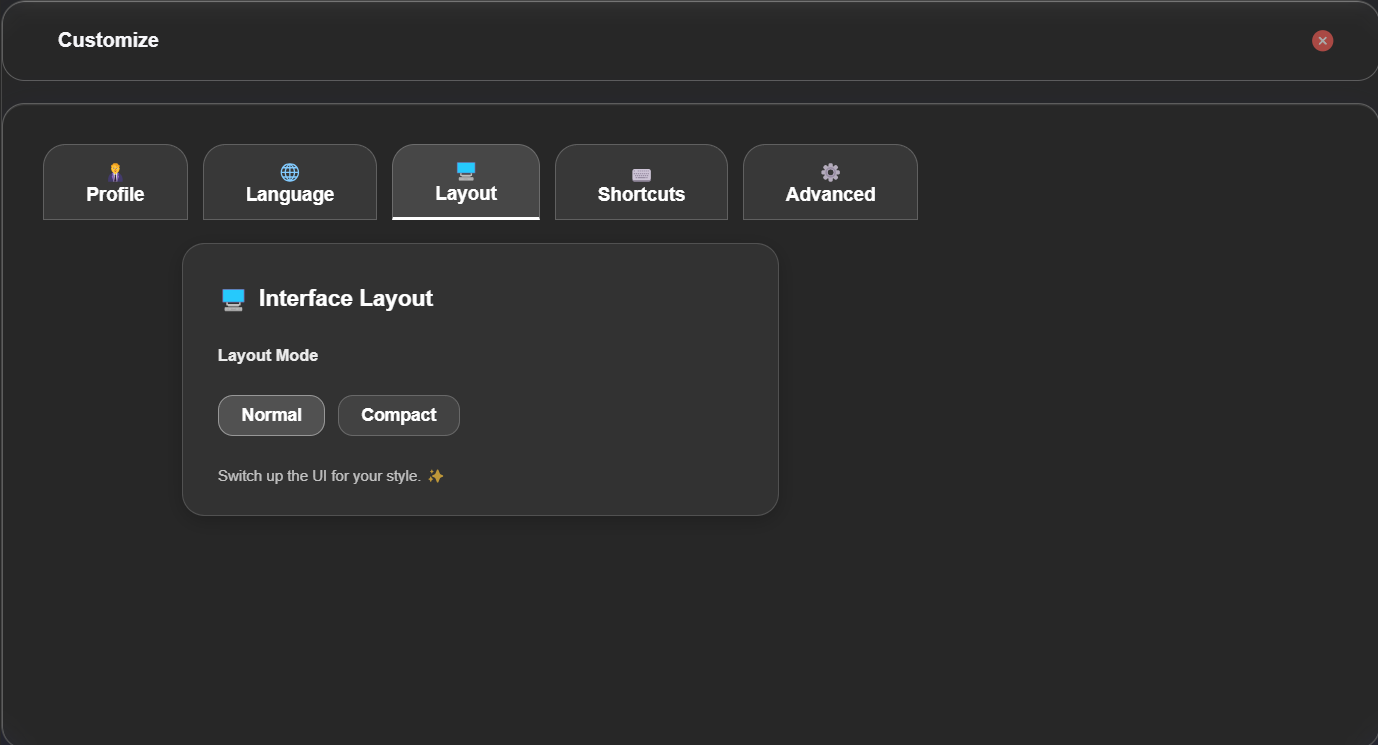 Customize
Profile
Language
Layout
Shortcuts
Advanced
Interface Layout
Layout Mode
Normal
Compact
Switch up the UI for your style. ✨